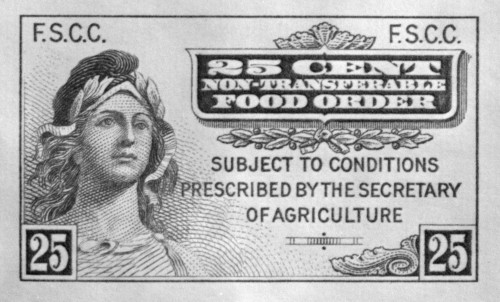 F.S.C.C. F.S.C.C.
25 CENT
NON-TRANSFERABLE
FOOD ORDER
SUBJECT TO CONDITIONS
PRESCRIBED BY THE SECRETARY
OF AGRICULTURE
25 25